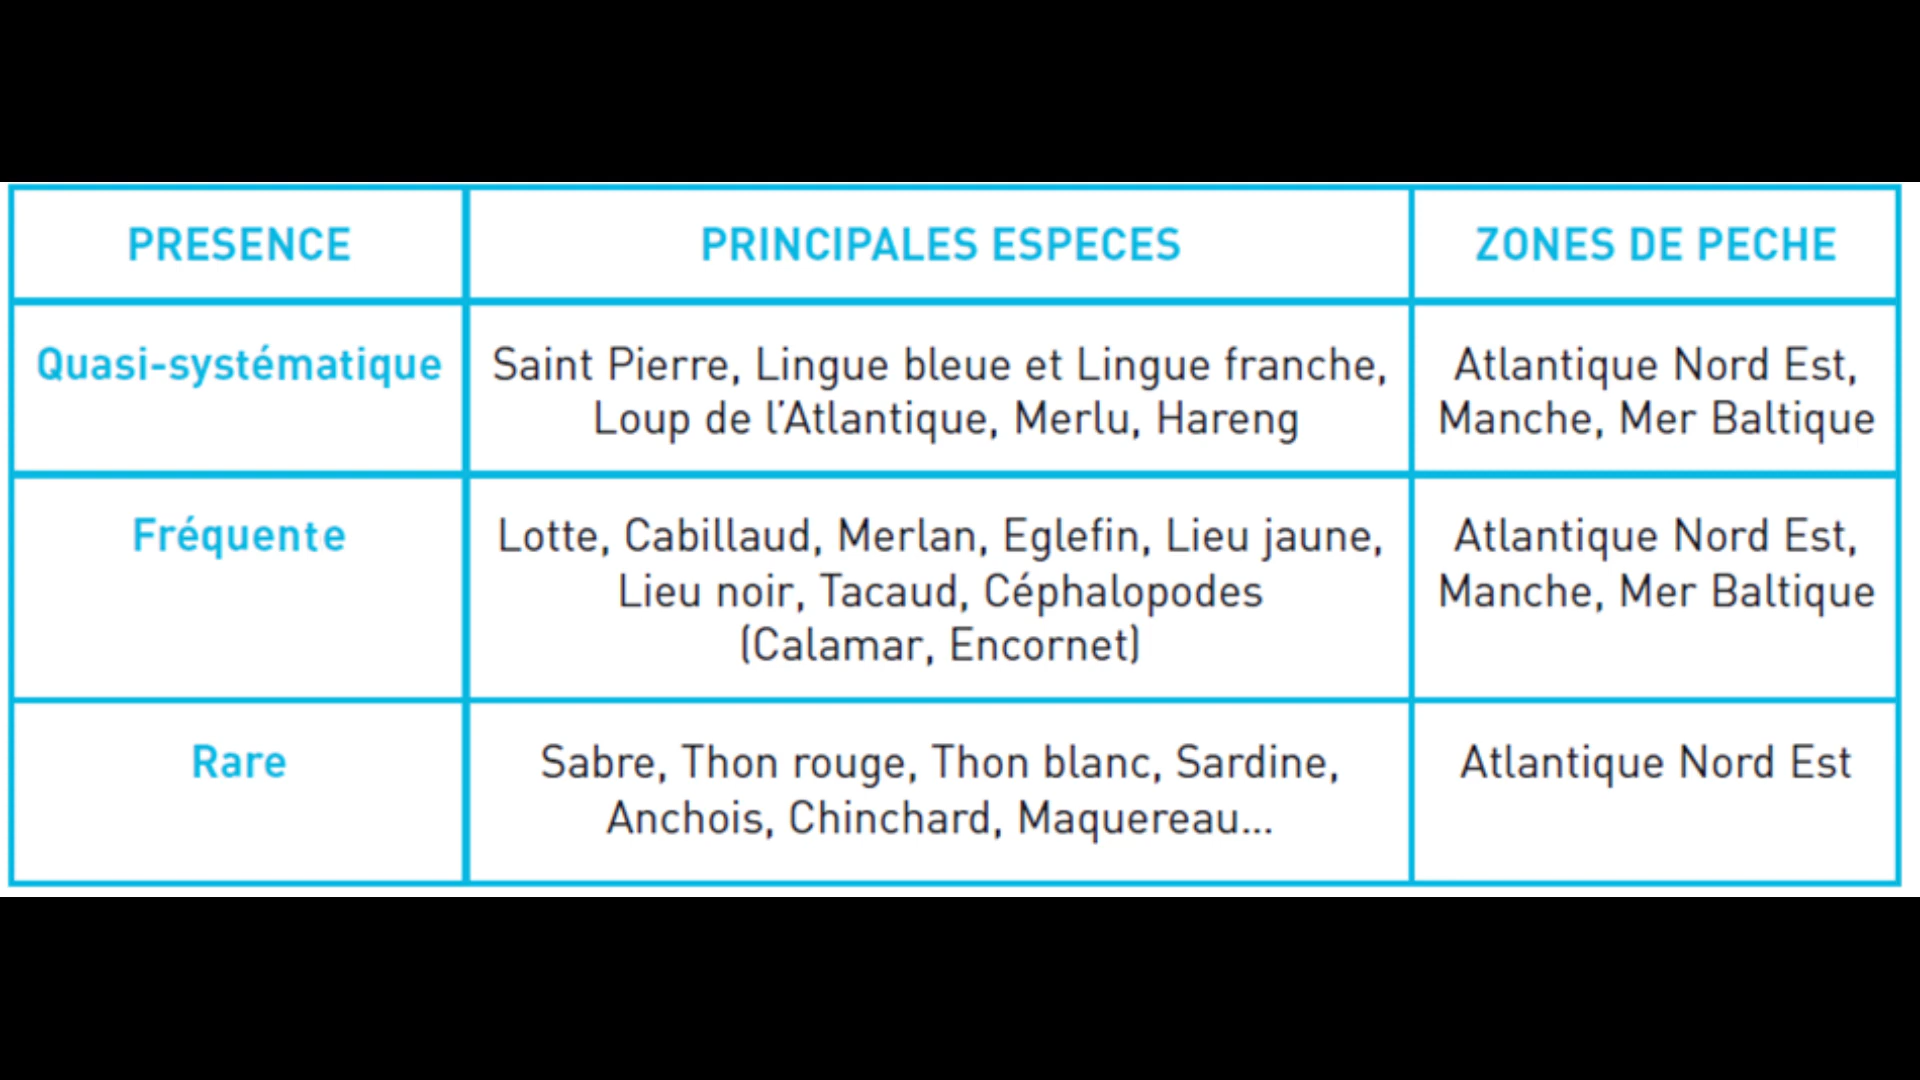 PRESENCE
PRINCIPALES ESPECES
ZONES DE PECHE
Quasi-systématique
Saint Pierre, Lingue bleue et Lingue franche,
Loup de l'Atlantique, Merlu, Hareng
Atlantique Nord Est,
Manche, Mer Baltique
Fréquente
Lotte, Cabillaud, Merlan, Eglefin, Lieu jaune,
Lieu noir, Tacaud, Céphalopodes
(Calamar, Encornet)
Atlantique Nord Est,
Manche, Mer Baltique
Rare
Sabre, Thon rouge, Thon blanc, Sardine,
Anchois, Chinchard, Maquereau...
Atlantique Nord Est